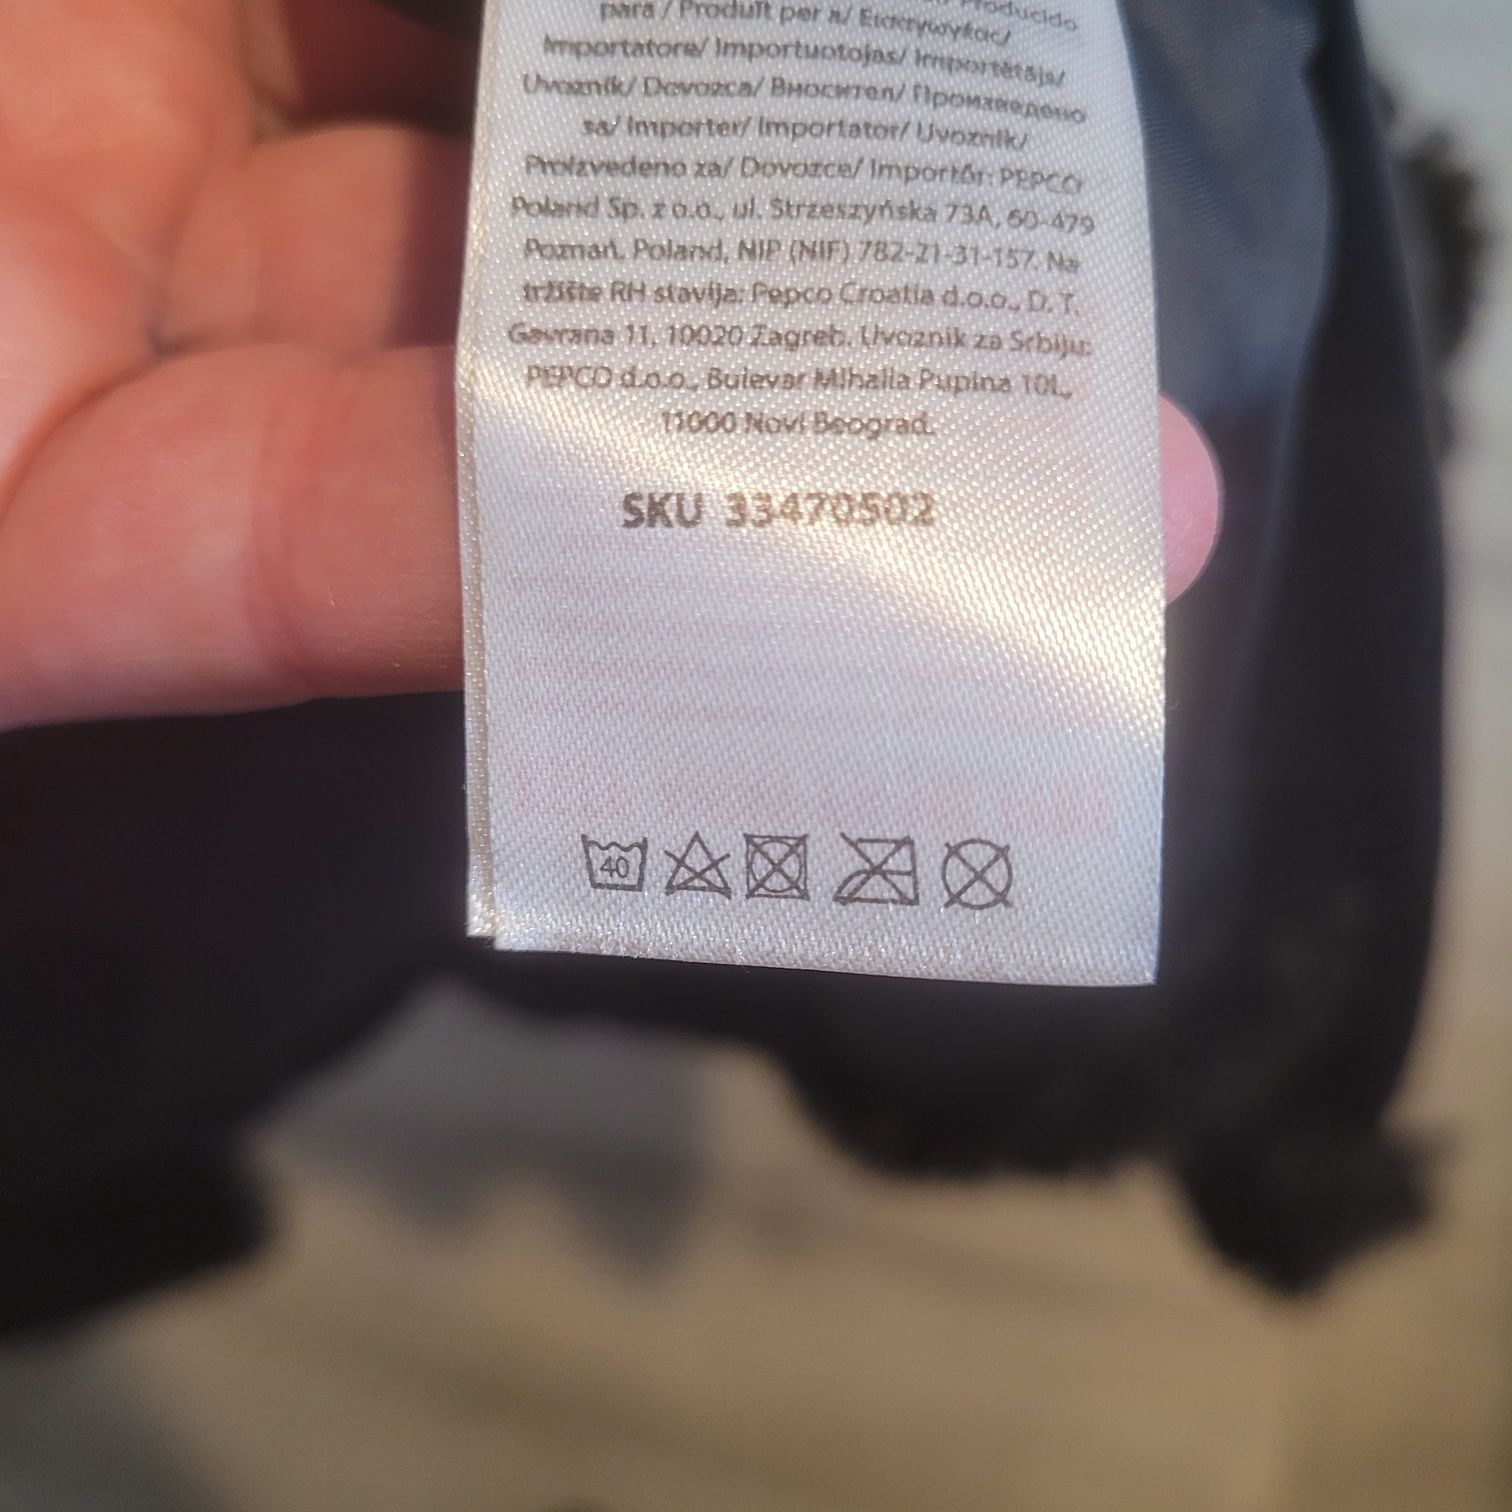 Producido
para / Produit per a/ Εισαγωγέας/
Importatore/ Importuotojas/ Importētājs/
Uvozník/ Dovozca/ Вносител/ Произведено
за/ Importer/ Importator/ Uvoznik/
Proizvedeno za/ Dovozce/ Importőr: PEPCO
Poland Sp. z o.o., ul. Strzeszyńska 73A, 60-479
Poznań, Poland, NIP (NIF) 782-21-31-157. Na
tržište RH stavlja: Pepco Croatia d.o.o., D. T.
Gavrana 11, 10020 Zagreb. Uvoznik za Srbiju:
PEPCO d.o.o., Bulevar Mihaila Pupina 10L,
11000 Novi Beograd.
SKU 33470502
40